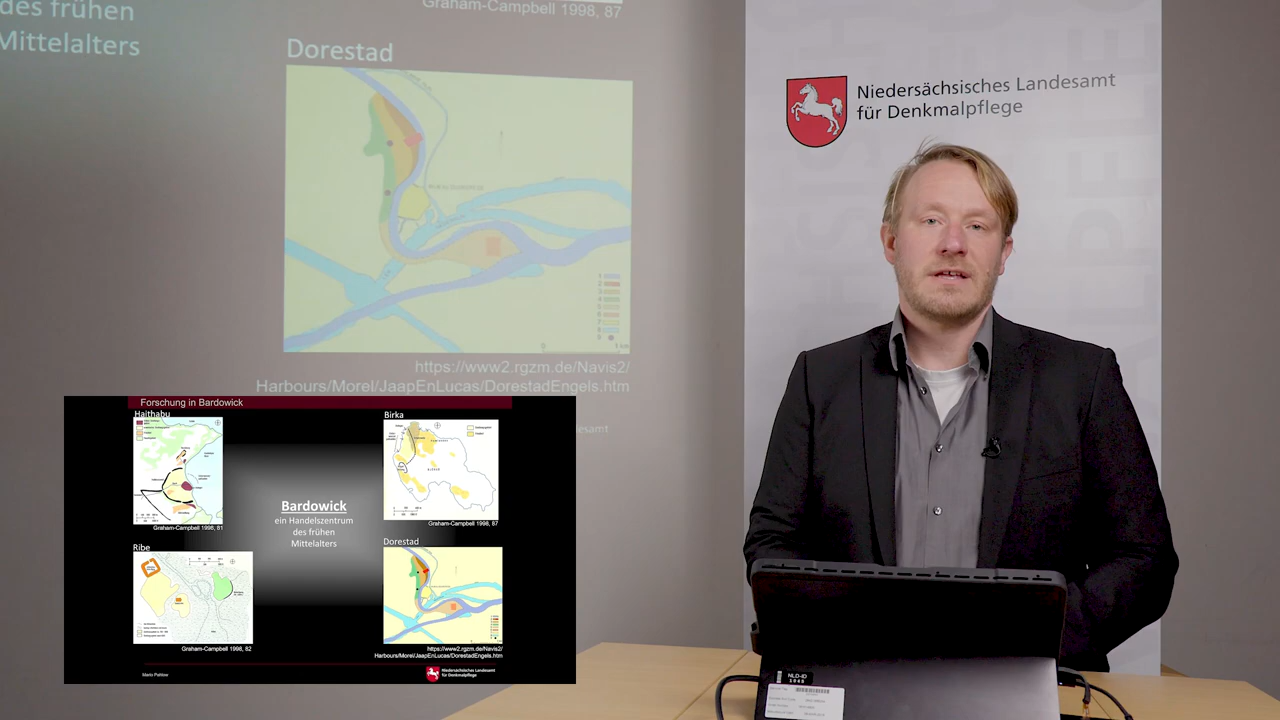 des frühen
Mittelalters
Graham-Campbell 1998, 87
Dorestad
https://www2.rgzm.de/Navis2/
Harbours/Morel/JaapEnLucas/DorestadEngels.htm
Niedersächsisches Landesamt
für Denkmalpflege
Forschung in Bardowick
Haithabu
Graham-Campbell 1998, 81
Birka
Graham-Campbell 1998, 87
Bardowick
ein Handelszentrum
des frühen
Mittelalters
Ribe
Graham-Campbell 1998, 82
Dorestad
https://www2.rgzm.de/Navis2/
Harbours/Morel/JaapEnLucas/DorestadEngels.htm
Niedersächsisches Landesamt
für Denkmalpflege
NLD-ID